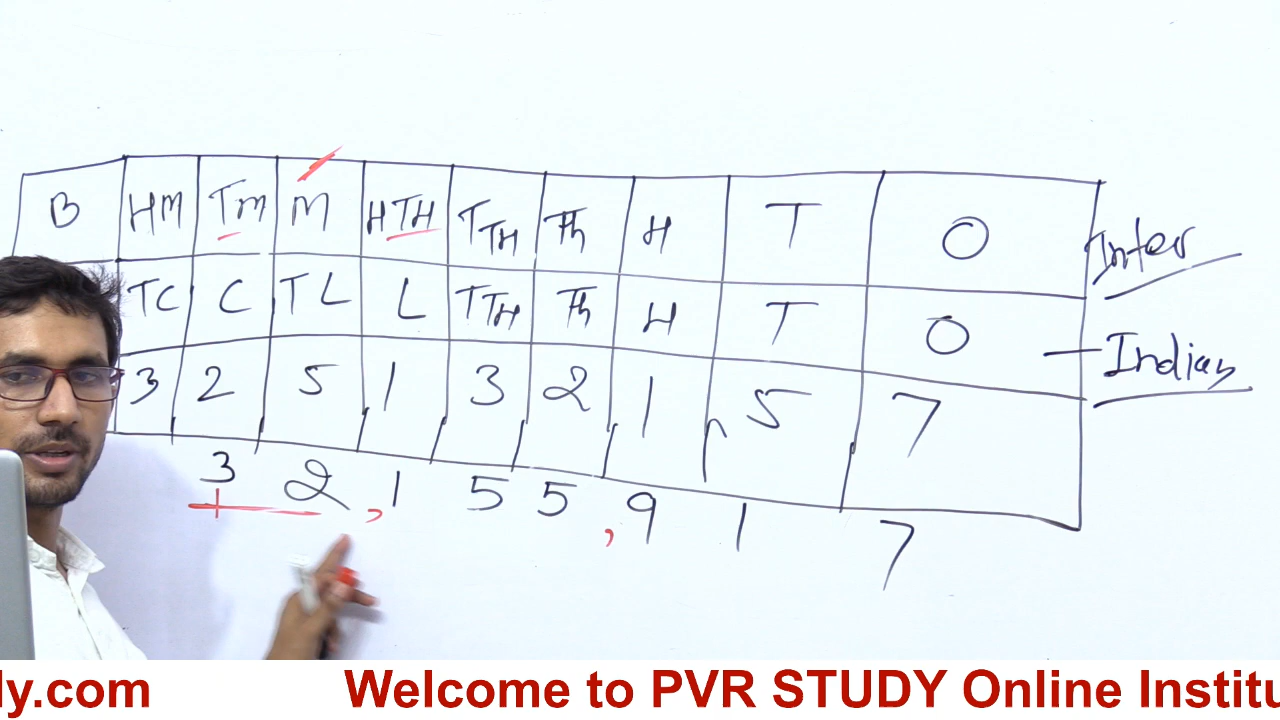 B HM Tm M HTH TTH Th H T O Inter
TC C TL L TTH Th H T O Indian
3 2 5 1 3 2 1 5 7
3 2,1 5 5,9 1 7
ly.com Welcome to PVR STUDY Online Institu